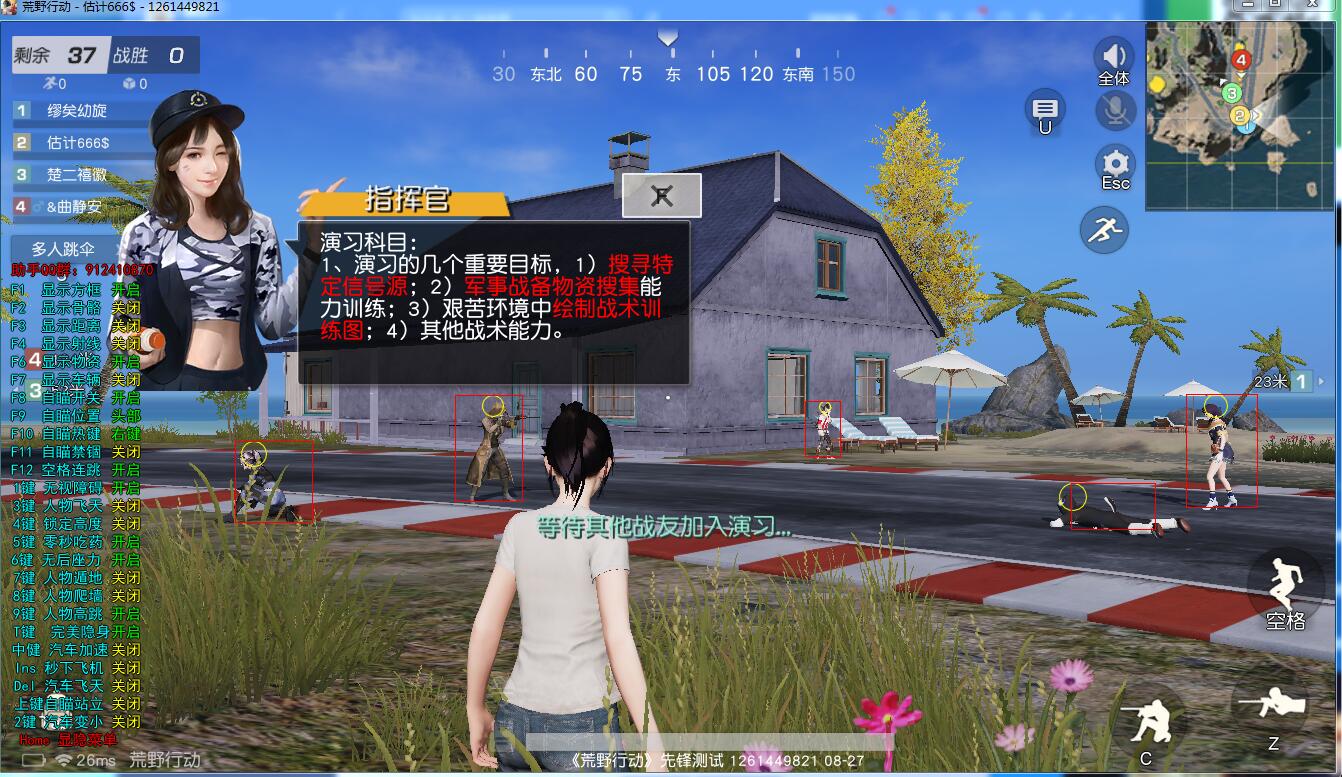 荒野行动 - 估计666$ - 1261449821
剩余 37 战胜 0
0 0
1 缪矣幼旋
2 估计666$
3 楚二禧徽
4 &曲静安
多人跳伞
30 东北 60 75 东 105 120 东南 150
全体
U
Esc
4
3
2
1
指挥官
演习科目：
1、演习的几个重要目标，1）搜寻特
定信号源；2）军事战备物资搜集能
力训练；3）艰苦环境中绘制战术训
练图；4）其他战术能力。
助手QQ群：912410870
F1 显示方框 开启
F2 显示骨骼 关闭
F3 显示距离 关闭
F4 显示射线 关闭
F6 显示物资 开启
F7 显示车辆 关闭
F8 自瞄开关 开启
F9 自瞄位置 头部
F10 自瞄热键 右键
F11 自瞄禁锢 关闭
F12 空格连跳 开启
1键 无视障碍 开启
3键 人物飞天 关闭
4键 锁定高度 关闭
5键 零秒吃药 开启
6键 无后座力 开启
7键 人物遁地 关闭
8键 人物爬墙 关闭
9键 人物高跳 开启
T键 完美隐身 开启
中健 汽车加速 关闭
Ins 秒下飞机 关闭
Del 汽车飞天 关闭
上键 自瞄站立 关闭
2键 汽车变小 关闭
Home 显隐菜单
4
3
23米 1
等待其他战友加入演习...
空格
C
Z
26ms 荒野行动
《荒野行动》先锋测试 1261449821 08-27